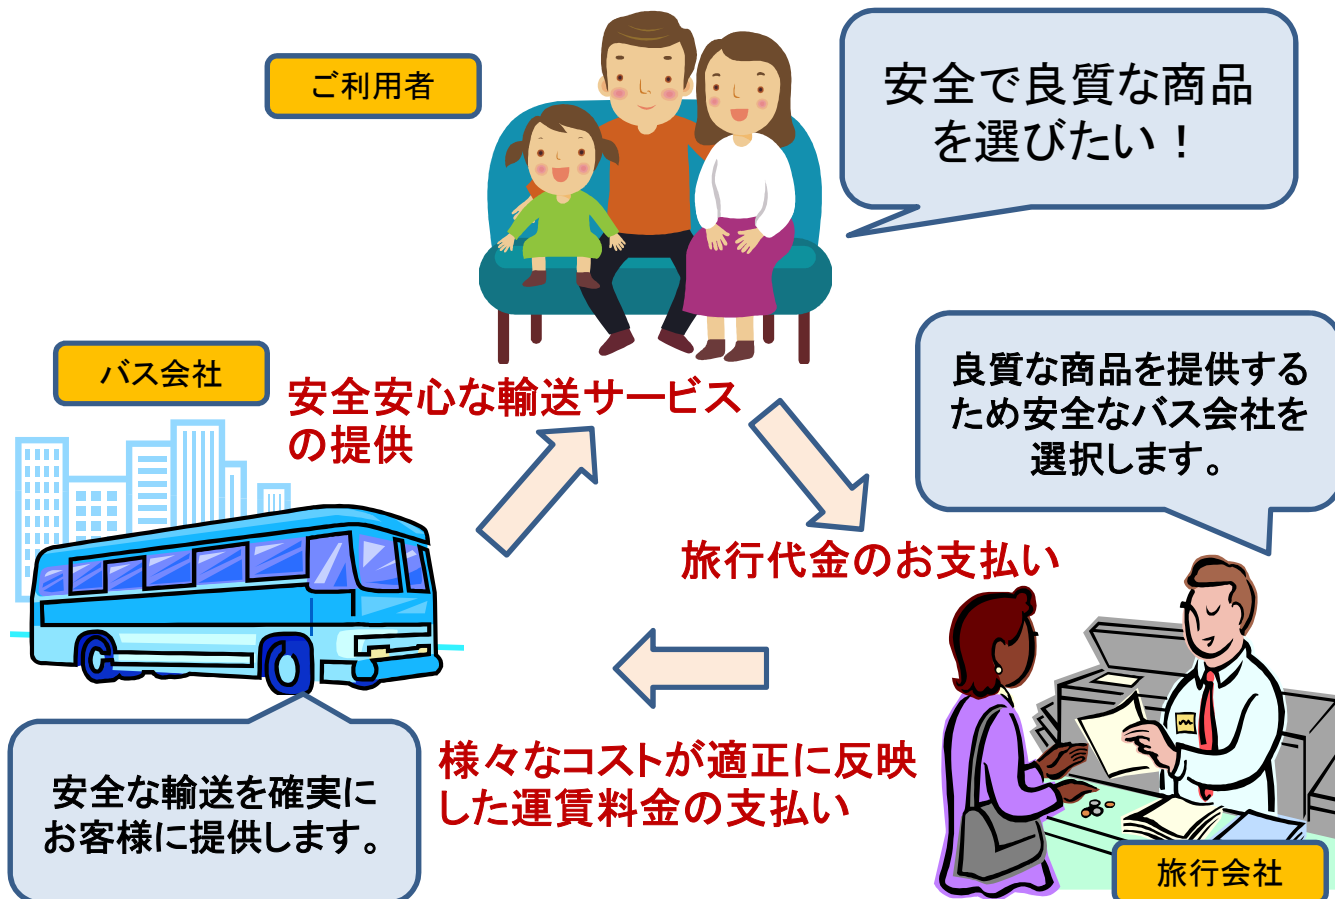 ご利用者
安全で良質な商品
を選びたい！
バス会社
安全安心な輸送サービス
の提供
良質な商品を提供する
ため安全なバス会社を
選択します。
旅行代金のお支払い
様々なコストが適正に反映
した運賃料金の支払い
安全な輸送を確実に
お客様に提供します。
旅行会社